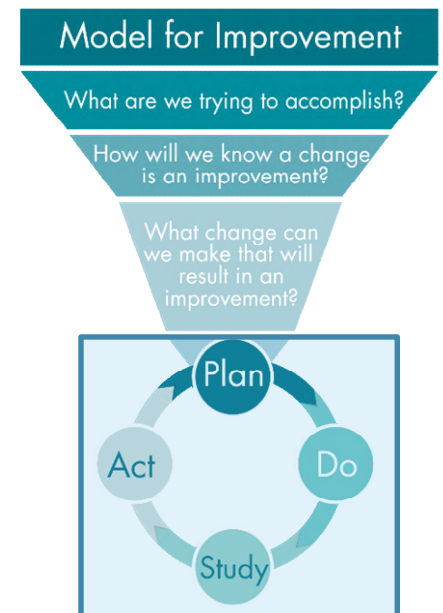 Model for Improvement
What are we trying to accomplish?
How will we know a change
is an improvement?
What change can
we make that will
result in an
improvement?
Plan
Act
Do
Study